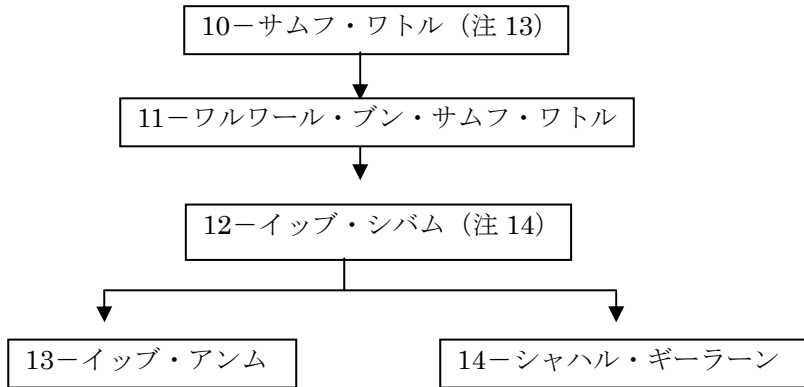 10－サムフ・ワトル（注 13）
11－ワルワール・ブン・サムフ・ワトル
12－イッブ・シバム（注 14）
13－イッブ・アンム
14－シャハル・ギーラーン